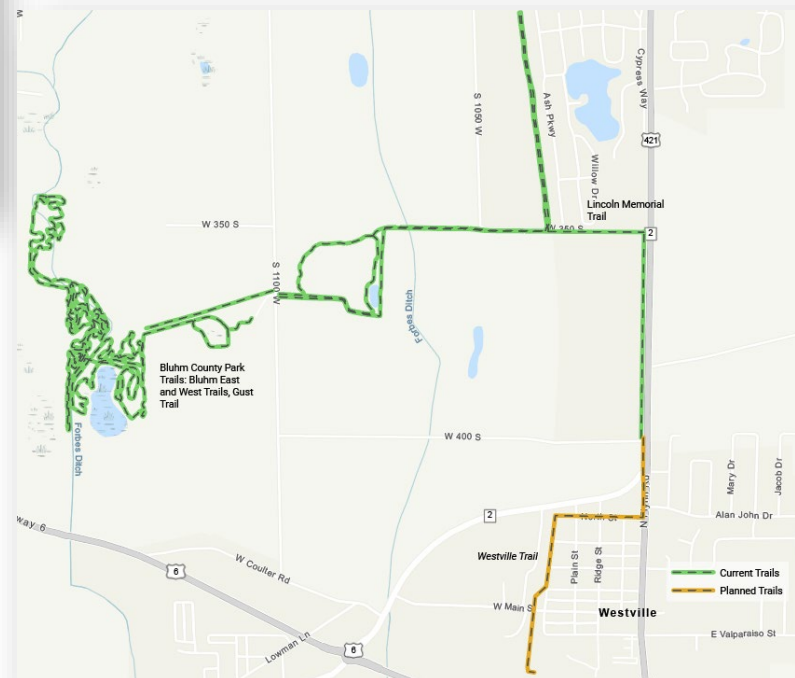 Ash Pkwy
S 1050 W
Cypress Way
421
Willow Dr
Lincoln Memorial
Trail
W 350 S
W 350 S
2
S 1100 W
Forbes Ditch
Bluhm County Park
Trails: Bluhm East
and West Trails, Gust
Trail
Forbes Ditch
W 400 S
Mary Dr
Jacob Dr
2
Alan John Dr
way 6
Westville Trail
Plain St
Ridge St
W Coulter Rd
6
Current Trails
Planned Trails
W Main S
Westville
E Valparaiso St
Lowman Ln
6